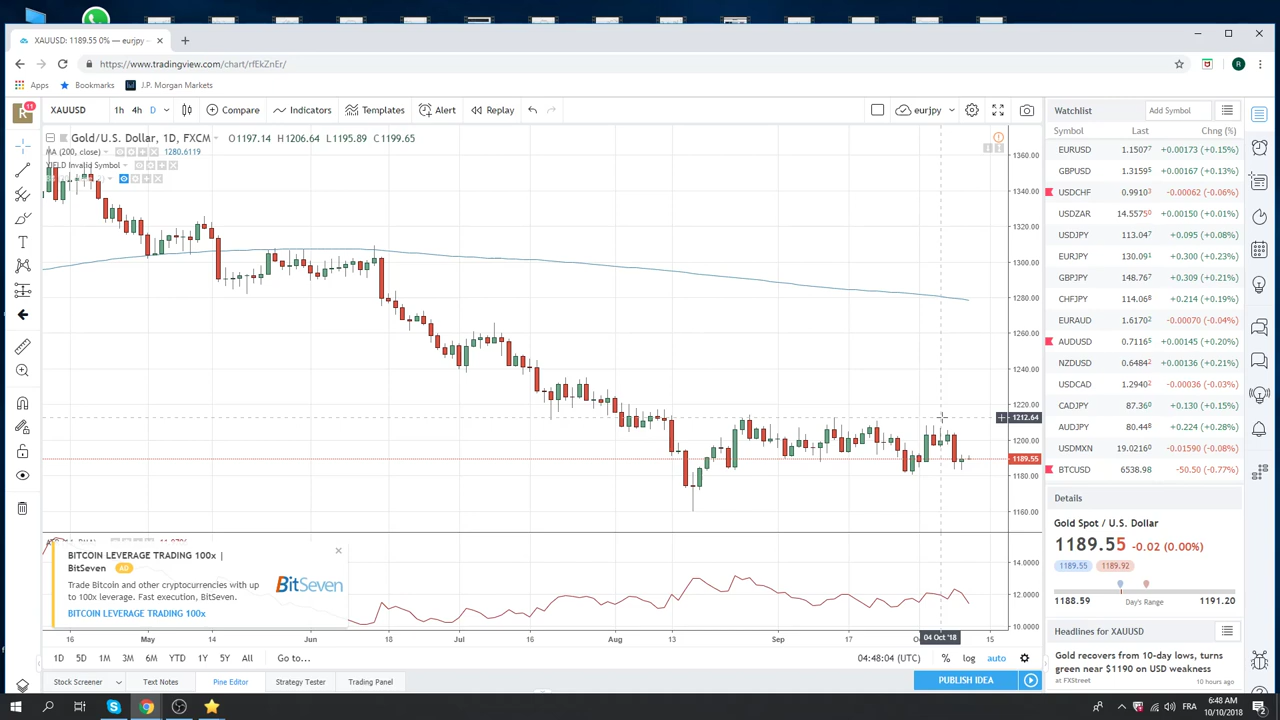 XAUUSD: 1189.55 0% — eurjpy –
https://www.tradingview.com/chart/rfEkZnEr/
R
Apps
Bookmarks
J.P. Morgan Markets
R
11
XAUUSD
1h 4h D
Compare
Indicators
Templates
Alert
Replay
eurjpy
Gold/U.S. Dollar, 1D, FXCM
O1197.14 H1206.64 L1195.89 C1199.65
MA (200, close)
1280.6119
YIELD Invalid Symbol
1360.00
1340.00
1320.00
1300.00
1280.00
1260.00
1240.00
1220.00
1212.64
1200.00
1189.55
1180.00
1160.00
14.0000
12.0000
10.0000
BITCOIN LEVERAGE TRADING 100x |
BitSeven AD
Trade Bitcoin and other cryptocurrencies with up
to 100x leverage. Fast execution, BitSeven.
BITCOIN LEVERAGE TRADING 100x
BitSeven
16 May 14 Jun 18 Jul 16 Aug 13 Sep 17 04 Oct '18 15
1D 5D 1M 3M 6M YTD 1Y 5Y All Go to...
04:48:04 (UTC) % log auto
Stock Screener
Text Notes
Pine Editor
Strategy Tester
Trading Panel
PUBLISH IDEA
Watchlist
Add Symbol
Symbol Last Chng (%)
EURUSD 1.15077 +0.00173 (+0.15%)
GBPUSD 1.31595 +0.00167 (+0.13%)
USDCHF 0.99103 -0.00062 (-0.06%)
USDZAR 14.55750 +0.00150 (+0.01%)
USDJPY 113.047 +0.095 (+0.08%)
EURJPY 130.091 +0.300 (+0.23%)
GBPJPY 148.767 +0.309 (+0.21%)
CHFJPY 114.068 +0.214 (+0.19%)
EURAUD 1.61702 -0.00070 (-0.04%)
AUDUSD 0.71165 +0.00145 (+0.20%)
NZDUSD 0.64842 +0.00136 (+0.21%)
USDCAD 1.29402 -0.00036 (-0.03%)
CADJPY 87.360 +0.130 (+0.15%)
AUDJPY 80.448 +0.224 (+0.28%)
USDMXN 19.0216 -0.01590 (-0.08%)
BTCUSD 6538.98 -50.50 (-0.77%)
Details
Gold Spot / U.S. Dollar
1189.55 -0.02 (0.00%)
1189.55 1189.92
1188.59 Day's Range 1191.20
Headlines for XAUUSD
Gold recovers from 10-day lows, turns
green near $1190 on USD weakness
at FXStreet 10 hours ago
FRA
6:48 AM
10/10/2018
2